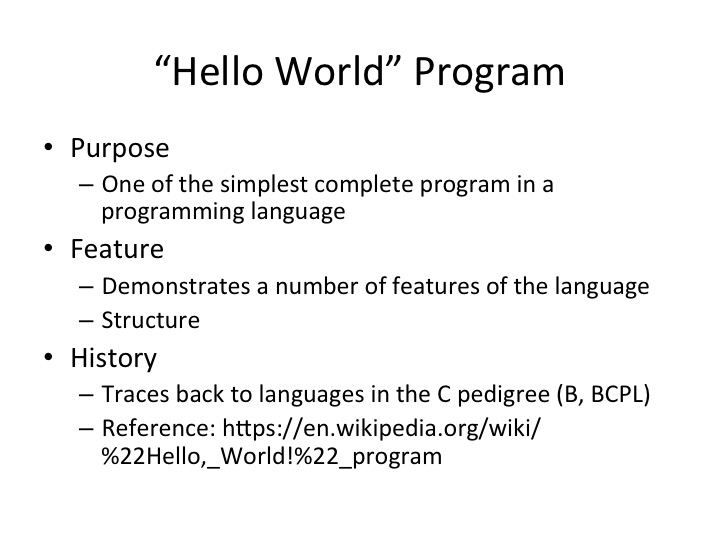 “Hello World” Program
• Purpose
– One of the simplest complete program in a
programming language
• Feature
– Demonstrates a number of features of the language
– Structure
• History
– Traces back to languages in the C pedigree (B, BCPL)
– Reference: https://en.wikipedia.org/wiki/
%22Hello,_World!%22_program